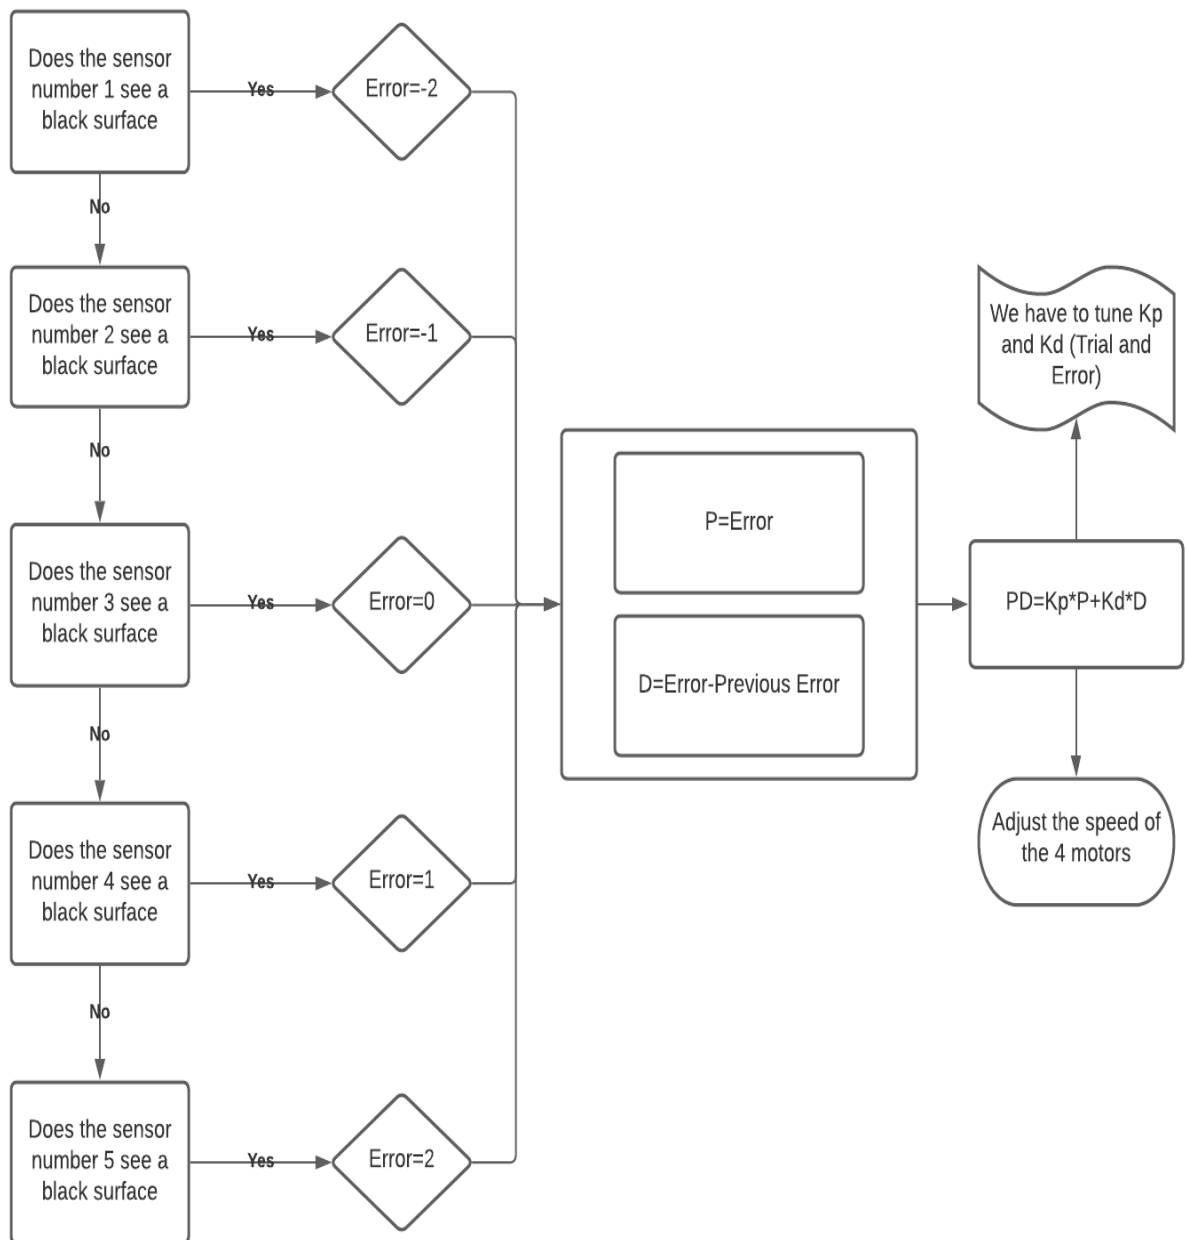 Does the sensor
number 1 see a
black surface
Yes
Error=-2
No
Does the sensor
number 2 see a
black surface
Yes
Error=-1
No
Does the sensor
number 3 see a
black surface
Yes
Error=0
No
Does the sensor
number 4 see a
black surface
Yes
Error=1
No
Does the sensor
number 5 see a
black surface
Yes
Error=2
P=Error
D=Error-Previous Error
PD=Kp*P+Kd*D
We have to tune Kp
and Kd (Trial and
Error)
Adjust the speed of
the 4 motors